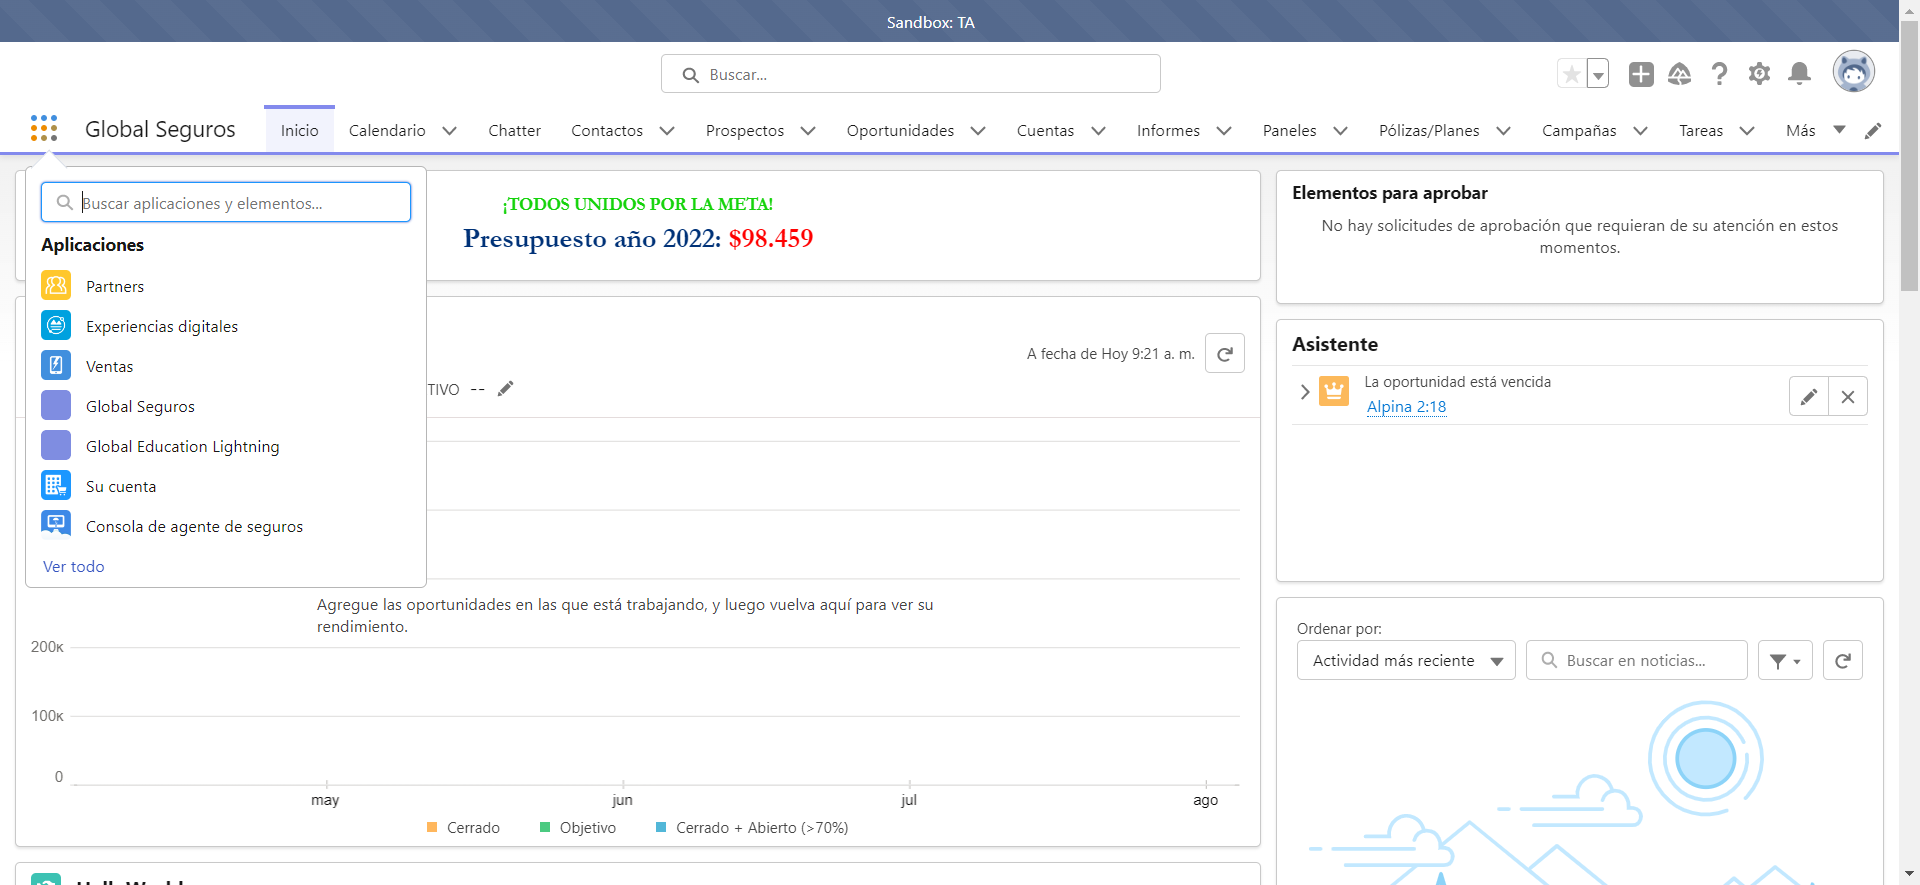 Sandbox: TA
Buscar...
Global Seguros
Inicio
Calendario
Chatter
Contactos
Prospectos
Oportunidades
Cuentas
Informes
Paneles
Pólizas/Planes
Campañas
Tareas
Más
Buscar aplicaciones y elementos...
Aplicaciones
Partners
Experiencias digitales
Ventas
Global Seguros
Global Education Lightning
Su cuenta
Consola de agente de seguros
Ver todo
¡TODOS UNIDOS POR LA META!
Presupuesto año 2022: $98.459
A fecha de Hoy 9:21 a. m.
TIVO --
Agregue las oportunidades en las que está trabajando, y luego vuelva aquí para ver su
rendimiento.
200K
100K
0
may
jun
jul
ago
Cerrado
Objetivo
Cerrado + Abierto (>70%)
Elementos para aprobar
No hay solicitudes de aprobación que requieran de su atención en estos
momentos.
Asistente
La oportunidad está vencida
Alpina 2:18
Ordenar por:
Actividad más reciente
Buscar en noticias...